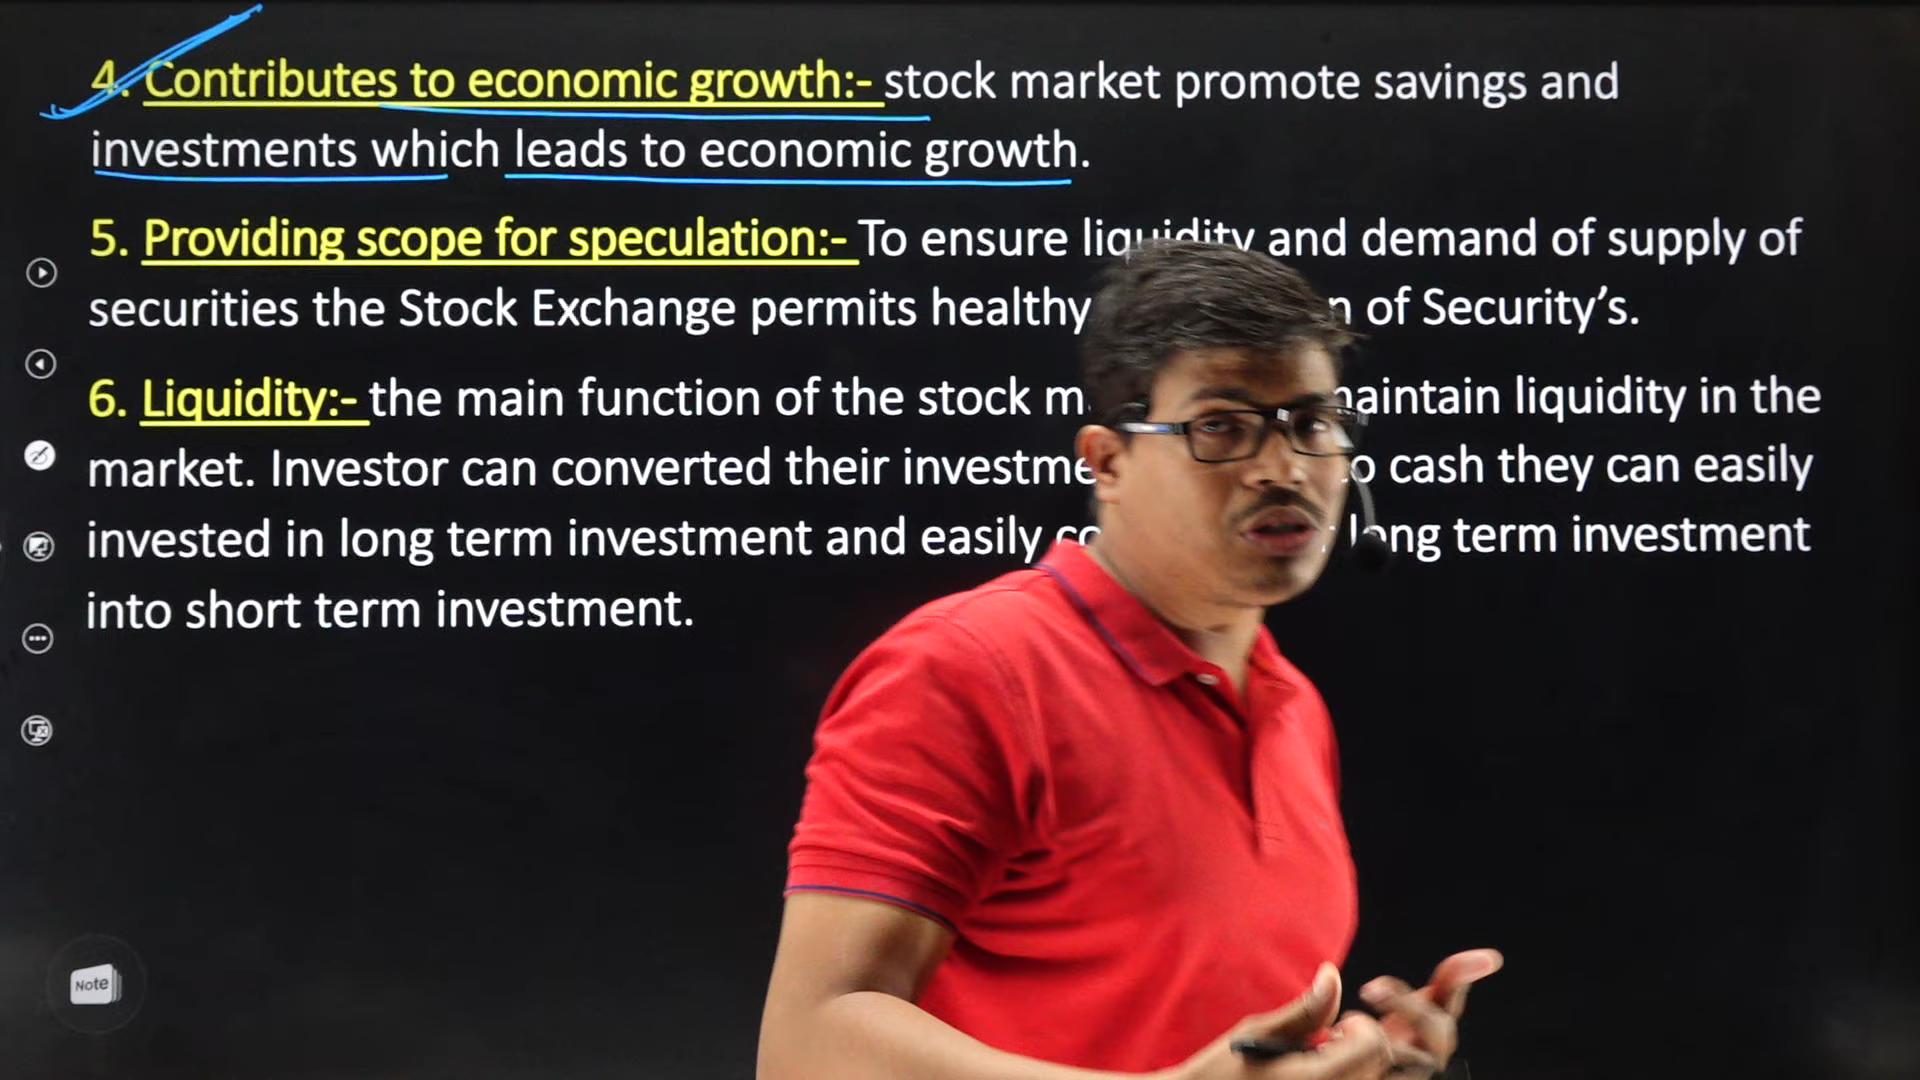 4. Contributes to economic growth:- stock market promote savings and
investments which leads to economic growth.
5. Providing scope for speculation:- To ensure liquidity and demand of supply of
securities the Stock Exchange permits healthy of Security’s.
6. Liquidity:- the main function of the stock maintain liquidity in the
market. Investor can converted their cash they can easily
invested in long term investment and easily long term investment
into short term investment.
Note